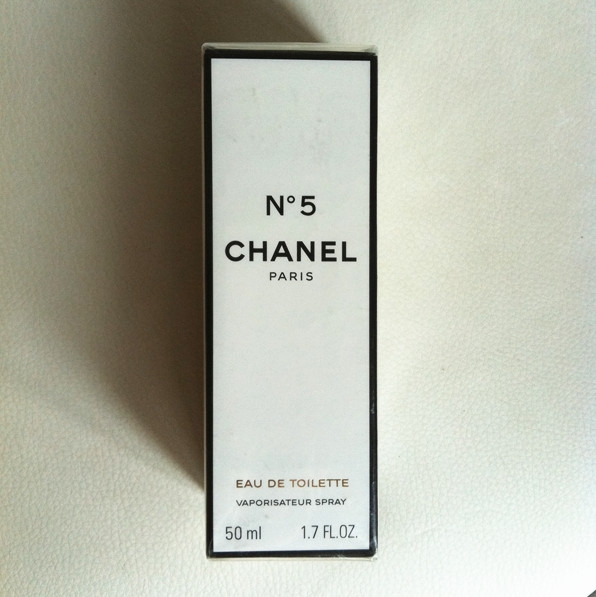 N°5
CHANEL
PARIS
EAU DE TOILETTE
VAPORISATEUR SPRAY
50 ml 1.7 FL.OZ.